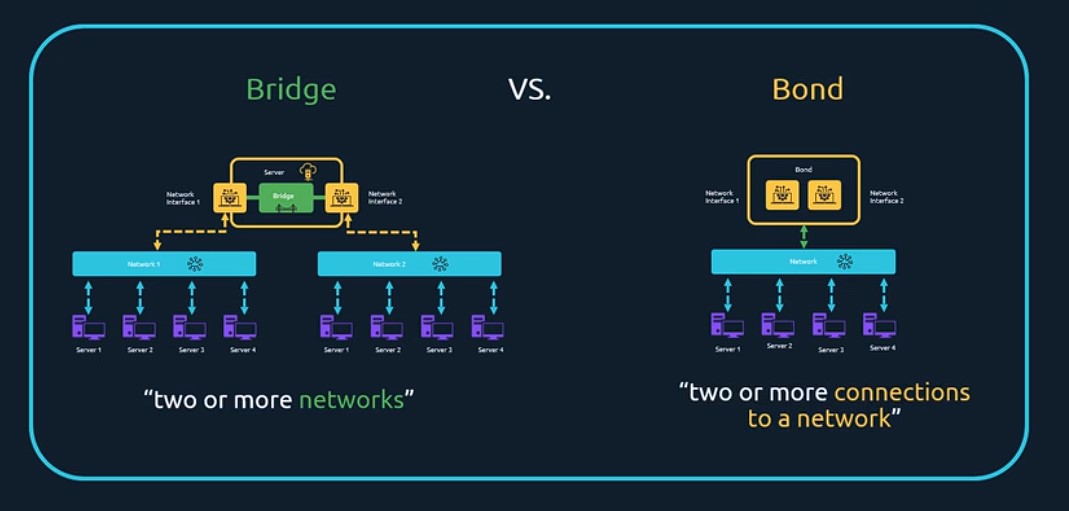 Bridge
VS.
Bond
Server
Bridge
Network
Interface 1
Network
Interface 2
Network 1
Network 2
Server 1
Server 2
Server 3
Server 4
Server 1
Server 2
Server 3
Server 4
“two or more networks”
Bond
Network
Interface 1
Network
Interface 2
Network
Server 1
Server 2
Server 3
Server 4
“two or more connections
to a network”